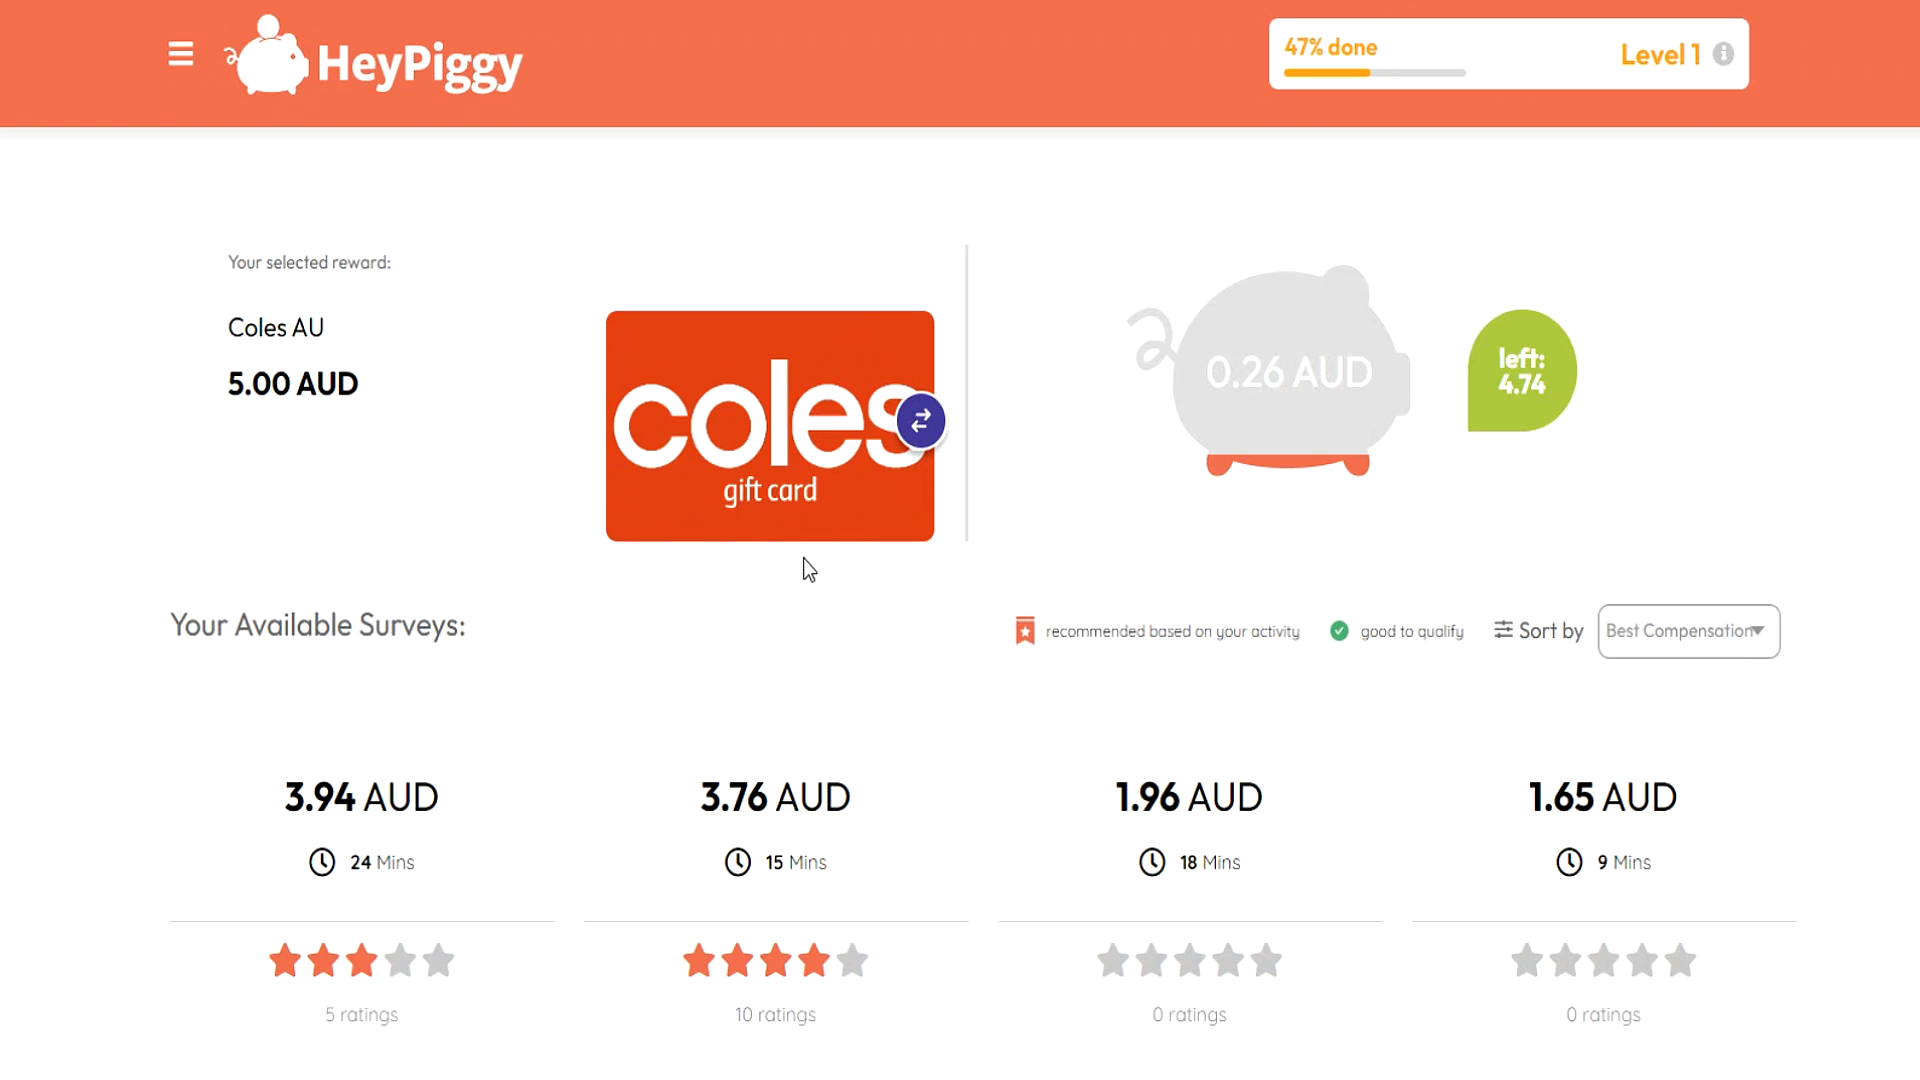 HeyPiggy
47% done
Level 1
Your selected reward:
Coles AU
5.00 AUD
coles
gift card
0.26 AUD
left:
4.74
Your Available Surveys:
recommended based on your activity
good to qualify
Sort by
Best Compensation
3.94 AUD
3.76 AUD
1.96 AUD
1.65 AUD
24 Mins
15 Mins
18 Mins
9 Mins
5 ratings
10 ratings
0 ratings
0 ratings